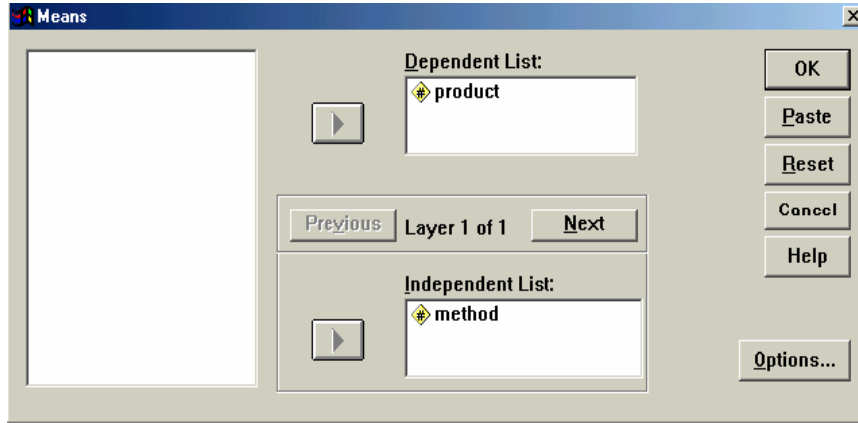 Means
Dependent List:
# product
OK
Paste
Reset
Cancel
Help
Previous
Layer 1 of 1
Next
Independent List:
# method
Options...